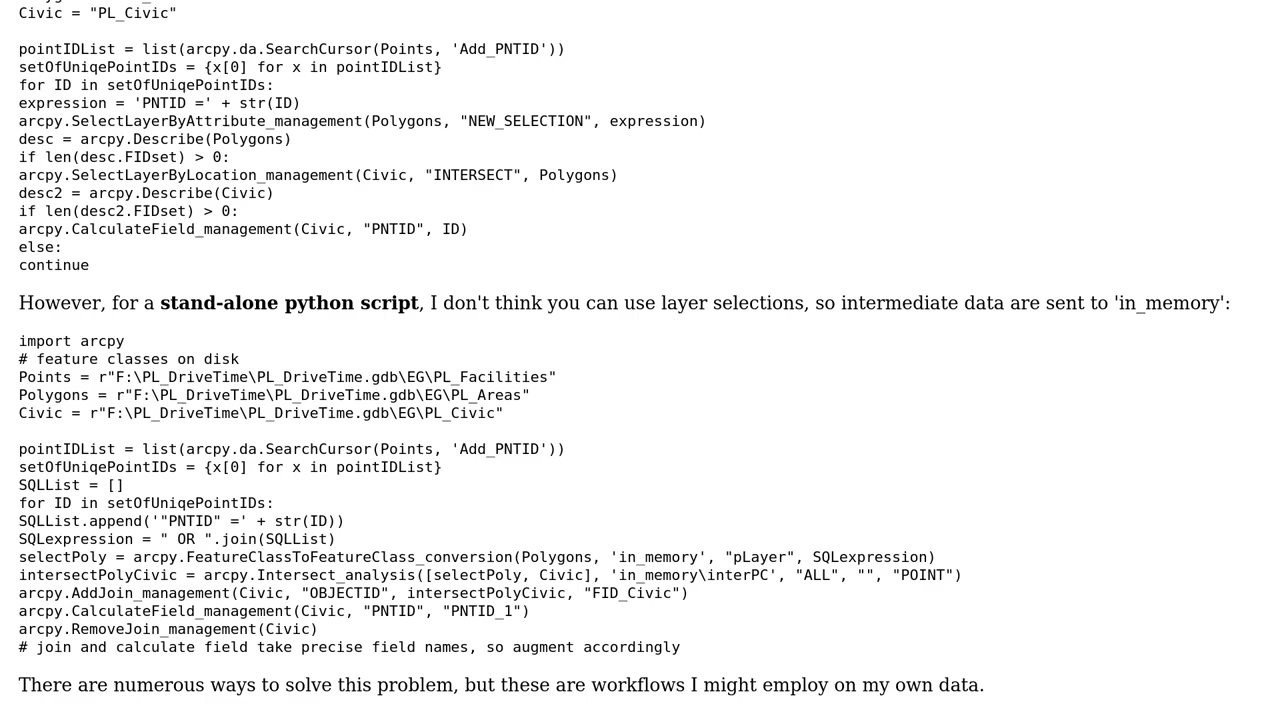 Civic = "PL_Civic"
pointIDList = list(arcpy.da.SearchCursor(Points, 'Add_PNTID'))
setOfUniqePointIDs = {x[0] for x in pointIDList}
for ID in setOfUniqePointIDs:
expression = 'PNTID =' + str(ID)
arcpy.SelectLayerByAttribute_management(Polygons, "NEW_SELECTION", expression)
desc = arcpy.Describe(Polygons)
if len(desc.FIDset) > 0:
arcpy.SelectLayerByLocation_management(Civic, "INTERSECT", Polygons)
desc2 = arcpy.Describe(Civic)
if len(desc2.FIDset) > 0:
arcpy.CalculateField_management(Civic, "PNTID", ID)
else:
continue
However, for a stand-alone python script, I don't think you can use layer selections, so intermediate data are sent to 'in_memory':
import arcpy
# feature classes on disk
Points = r"F:\PL_DriveTime\PL_DriveTime.gdb\EG\PL_Facilities"
Polygons = r"F:\PL_DriveTime\PL_DriveTime.gdb\EG\PL_Areas"
Civic = r"F:\PL_DriveTime\PL_DriveTime.gdb\EG\PL_Civic"
pointIDList = list(arcpy.da.SearchCursor(Points, 'Add_PNTID'))
setOfUniqePointIDs = {x[0] for x in pointIDList}
SQLList = []
for ID in setOfUniqePointIDs:
SQLList.append('"PNTID" =' + str(ID))
SQLexpression = " OR ".join(SQLList)
selectPoly = arcpy.FeatureClassToFeatureClass_conversion(Polygons, 'in_memory', "pLayer", SQLexpression)
intersectPolyCivic = arcpy.Intersect_analysis([selectPoly, Civic], 'in_memory\interPC', "ALL", "", "POINT")
arcpy.AddJoin_management(Civic, "OBJECTID", intersectPolyCivic, "FID_Civic")
arcpy.CalculateField_management(Civic, "PNTID", "PNTID_1")
arcpy.RemoveJoin_management(Civic)
# join and calculate field take precise field names, so augment accordingly
There are numerous ways to solve this problem, but these are workflows I might employ on my own data.